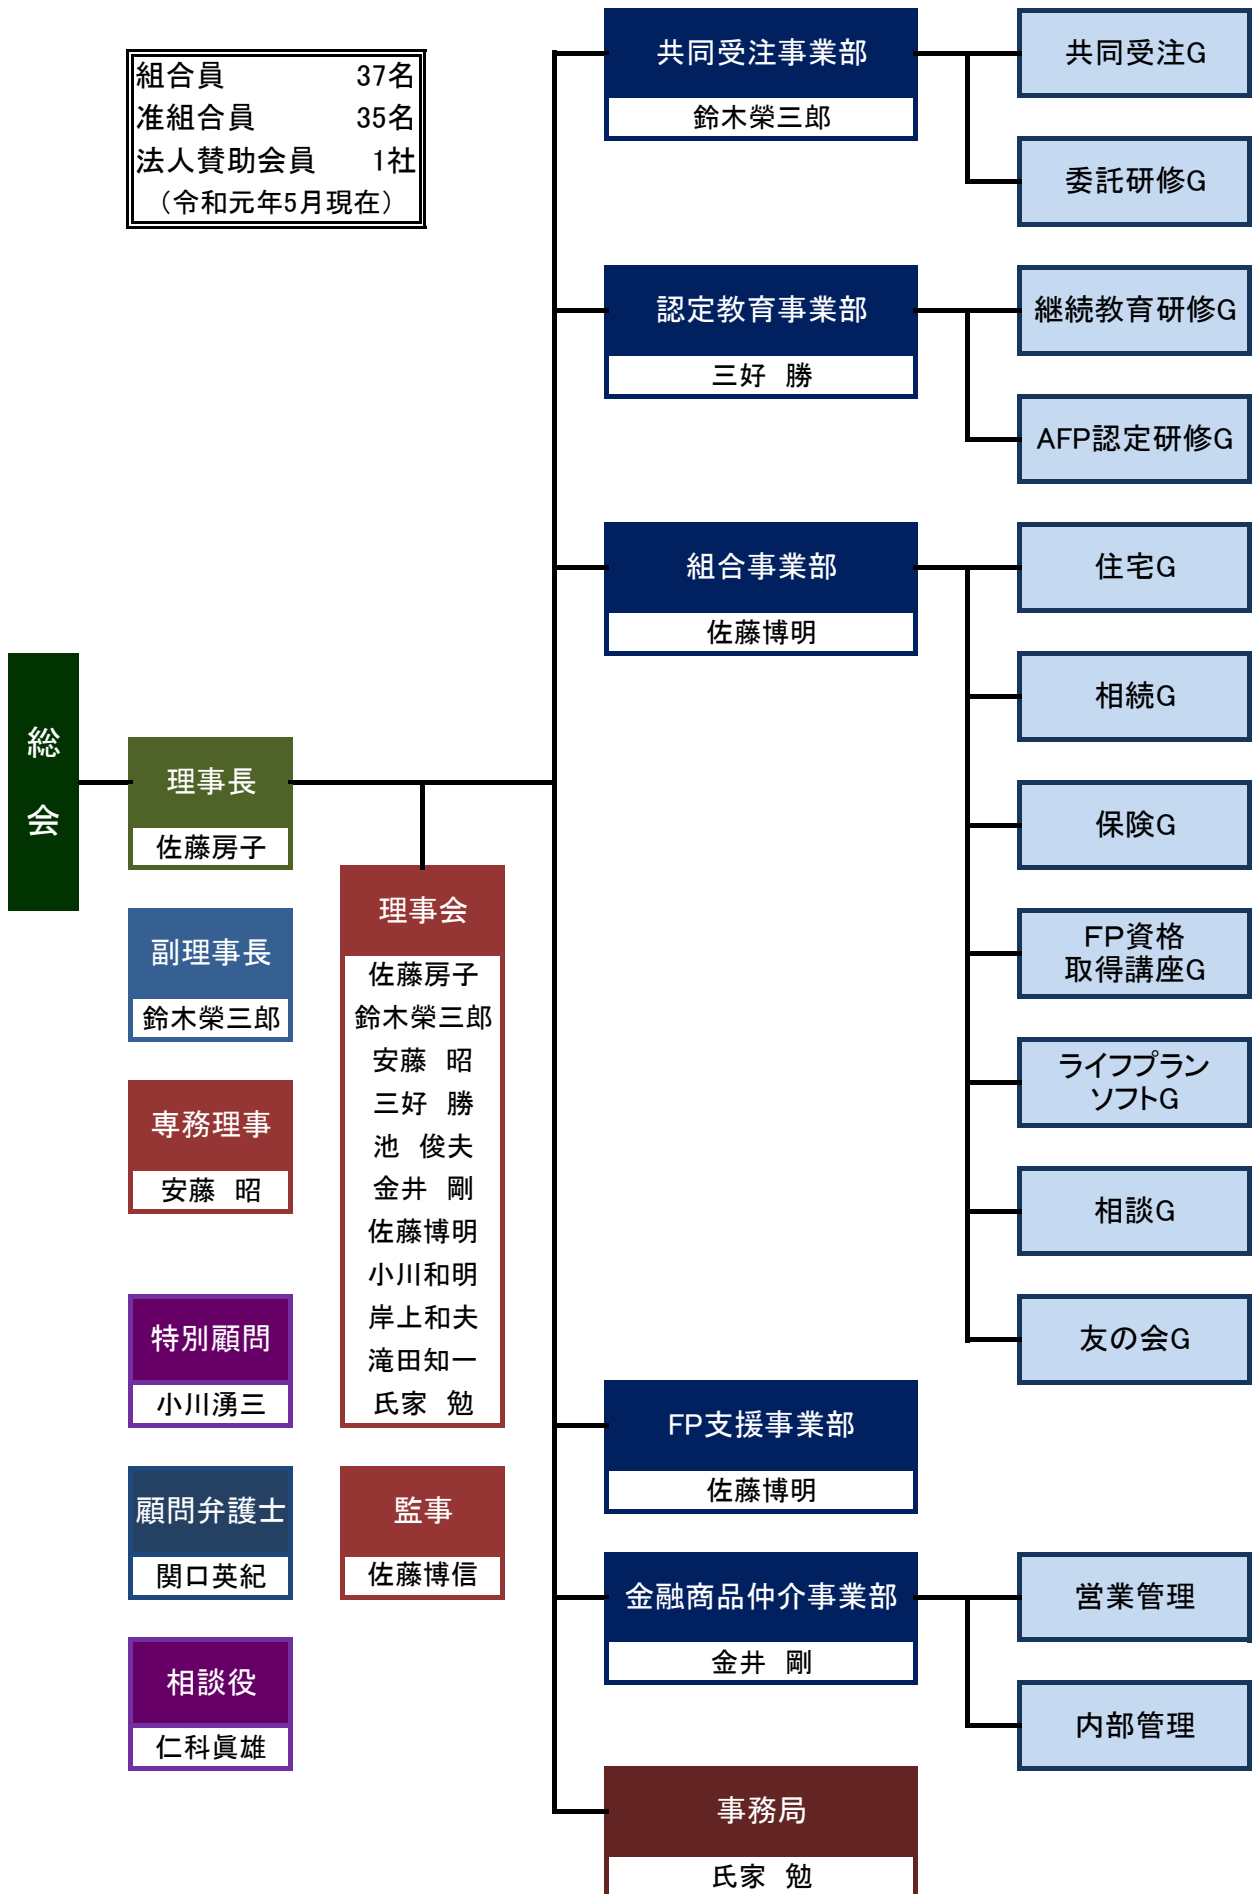 組合員 37名
准組合員 35名
法人賛助会員 1社
（令和元年5月現在）
総会
理事長
佐藤房子
副理事長
鈴木榮三郎
専務理事
安藤 昭
特別顧問
小川湧三
顧問弁護士
関口英紀
相談役
仁科眞雄
理事会
佐藤房子
鈴木榮三郎
安藤 昭
三好 勝
池 俊夫
金井 剛
佐藤博明
小川和明
岸上和夫
滝田知一
氏家 勉
監事
佐藤博信
共同受注事業部
鈴木榮三郎
共同受注G
委託研修G
認定教育事業部
三好 勝
継続教育研修G
AFP認定研修G
組合事業部
佐藤博明
住宅G
相続G
保険G
FP資格
取得講座G
ライフプラン
ソフトG
相談G
友の会G
FP支援事業部
佐藤博明
金融商品仲介事業部
金井 剛
営業管理
内部管理
事務局
氏家 勉